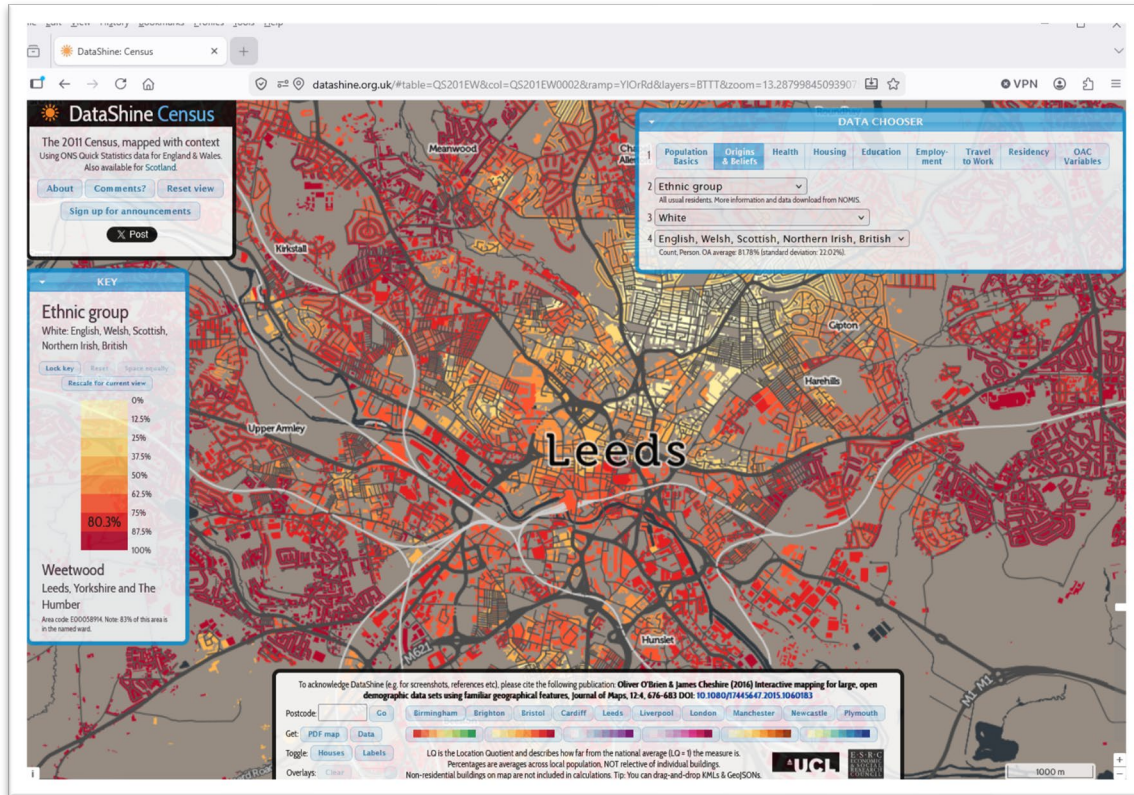 DataShine: Census
datashine.org.uk/#table=QS201EW&col=QS201EW0002&ramp=YlOrRd&layers=BTTT&zoom=13.28799845093907
VPN
DataShine Census
The 2011 Census, mapped with context
Using ONS Quick Statistics data for England & Wales.
Also available for Scotland.
About Comments? Reset view
Sign up for announcements
Post
DATA CHOOSER
1 Population Basics Origins & Beliefs Health Housing Education Employ- ment Travel to Work Residency OAC Variables
2 Ethnic group
All usual residents. More information and data download from NOMIS.
3 White
4 English, Welsh, Scottish, Northern Irish, British
Count, Person. OA average: 81.78% (standard deviation: 22.02%).
KEY
Ethnic group
White: English, Welsh, Scottish,
Northern Irish, British
Lock key Reset Space equally
Rescale for current view
0%
12.5%
25%
37.5%
50%
62.5%
75%
80.3%
87.5%
100%
Weetwood
Leeds, Yorkshire and The
Humber
Area code: E00058914. Note: 83% of this area is
in the named ward.
Meanwood
Kirkstall
Gipton
Harehills
Upper Armley
Leeds
Hunslet
M621
M1 M1
To acknowledge DataShine (e.g. for screenshots, references etc), please cite the following publication: Oliver O'Brien & James Cheshire (2016) Interactive mapping for large, open
demographic data sets using familiar geographical features, Journal of Maps, 12:4, 676-683 DOI: 10.1080/17445647.2015.1060183
Postcode: Go Birmingham Brighton Bristol Cardiff Leeds Liverpool London Manchester Newcastle Plymouth
Get: PDF map Data
Toggle: Houses Labels
LQ is the Location Quotient and describes how far from the national average (LQ = 1) the measure is.
Percentages are averages across local population, NOT relective of individual buildings.
Overlays: Clear
Non-residential buildings on map are not included in calculations. Tip: You can drag-and-drop KMLs & GeoJSONs.
UCL
E·S·R·C
ECONOMIC
& SOCIAL
RESEARCH
COUNCIL
1000 m
+
−
i